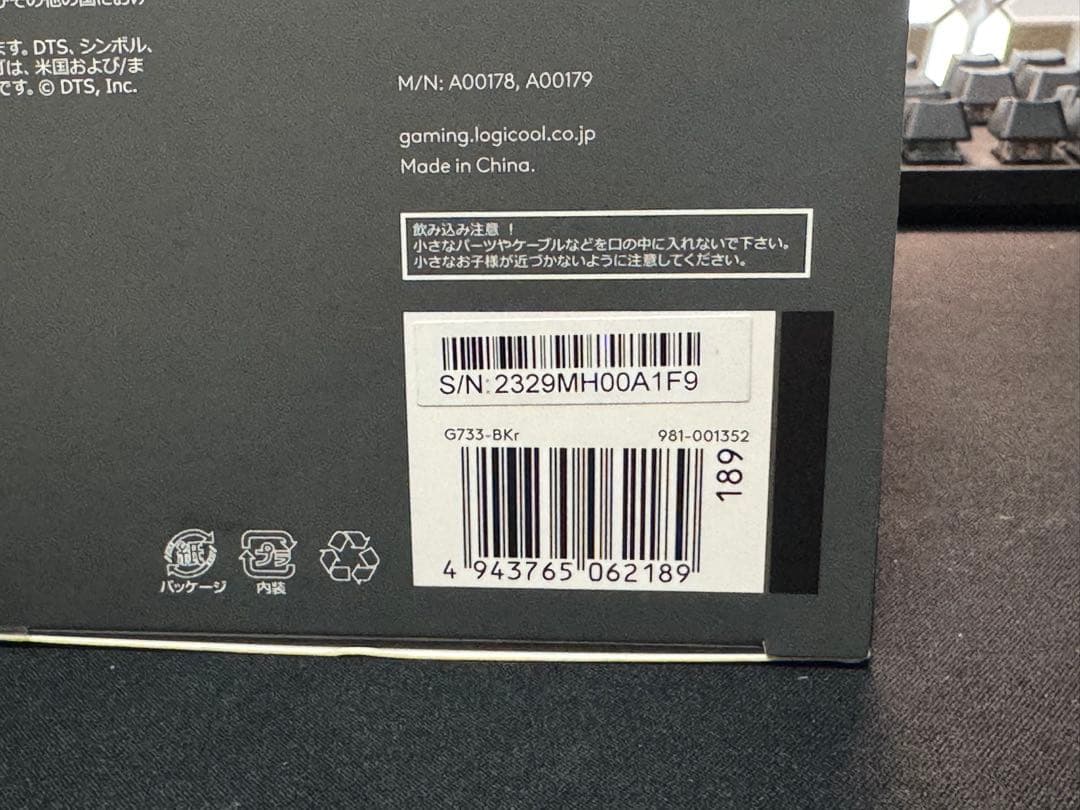 ます。DTS、シンボル、
は、米国および/ま
です。© DTS, Inc.
M/N: A00178, A00179
gaming.logicool.co.jp
Made in China.
飲み込み注意 !
小さなパーツやケーブルなどを口の中に入れないで下さい。
小さなお子様が近づかないように注意してください。
S/N: 2329MH00A1F9
G733-BKr 981-001352
189
4 943765 062189
紙 プラ
パッケージ 内装